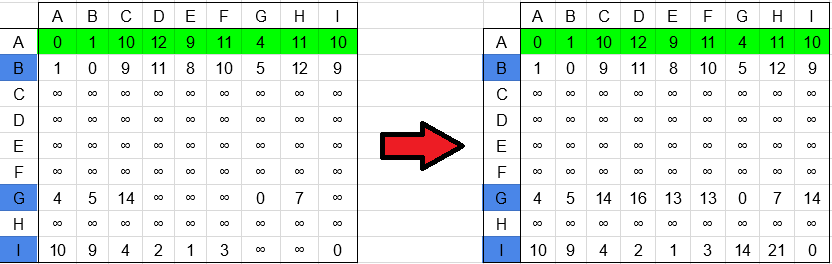 A B C D E F G H I A B C D E F G H I
A 0 1 10 12 9 11 4 11 10 A 0 1 10 12 9 11 4 11 10
B 1 0 9 11 8 10 5 12 9 B 1 0 9 11 8 10 5 12 9
C ∞ ∞ ∞ ∞ ∞ ∞ ∞ ∞ ∞ C ∞ ∞ ∞ ∞ ∞ ∞ ∞ ∞ ∞
D ∞ ∞ ∞ ∞ ∞ ∞ ∞ ∞ ∞ D ∞ ∞ ∞ ∞ ∞ ∞ ∞ ∞ ∞
E ∞ ∞ ∞ ∞ ∞ ∞ ∞ ∞ ∞ E ∞ ∞ ∞ ∞ ∞ ∞ ∞ ∞ ∞
F ∞ ∞ ∞ ∞ ∞ ∞ ∞ ∞ ∞ F ∞ ∞ ∞ ∞ ∞ ∞ ∞ ∞ ∞
G 4 5 14 ∞ ∞ ∞ 0 7 ∞ G 4 5 14 16 13 13 0 7 14
H ∞ ∞ ∞ ∞ ∞ ∞ ∞ ∞ ∞ H ∞ ∞ ∞ ∞ ∞ ∞ ∞ ∞ ∞
I 10 9 4 2 1 3 ∞ ∞ 0 I 10 9 4 2 1 3 14 21 0